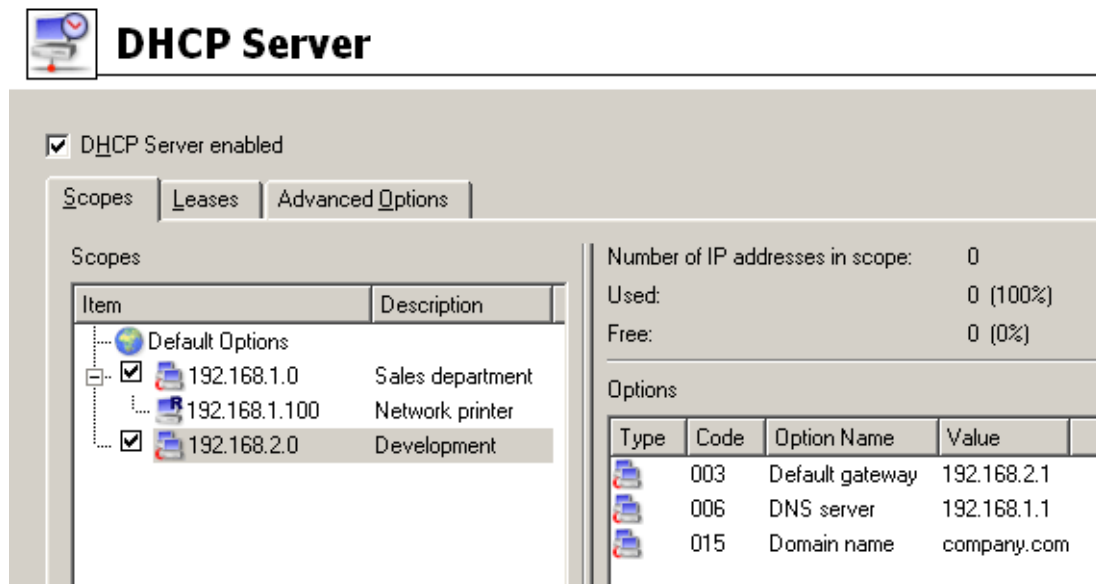 DHCP Server
DHCP Server enabled
Scopes Leases Advanced Options
Scopes
Item Description
Default Options
192.168.1.0 Sales department
R 192.168.1.100 Network printer
192.168.2.0 Development
Number of IP addresses in scope: 0
Used: 0 (100%)
Free: 0 (0%)
Options
Type Code Option Name Value
003 Default gateway 192.168.2.1
006 DNS server 192.168.1.1
015 Domain name company.com